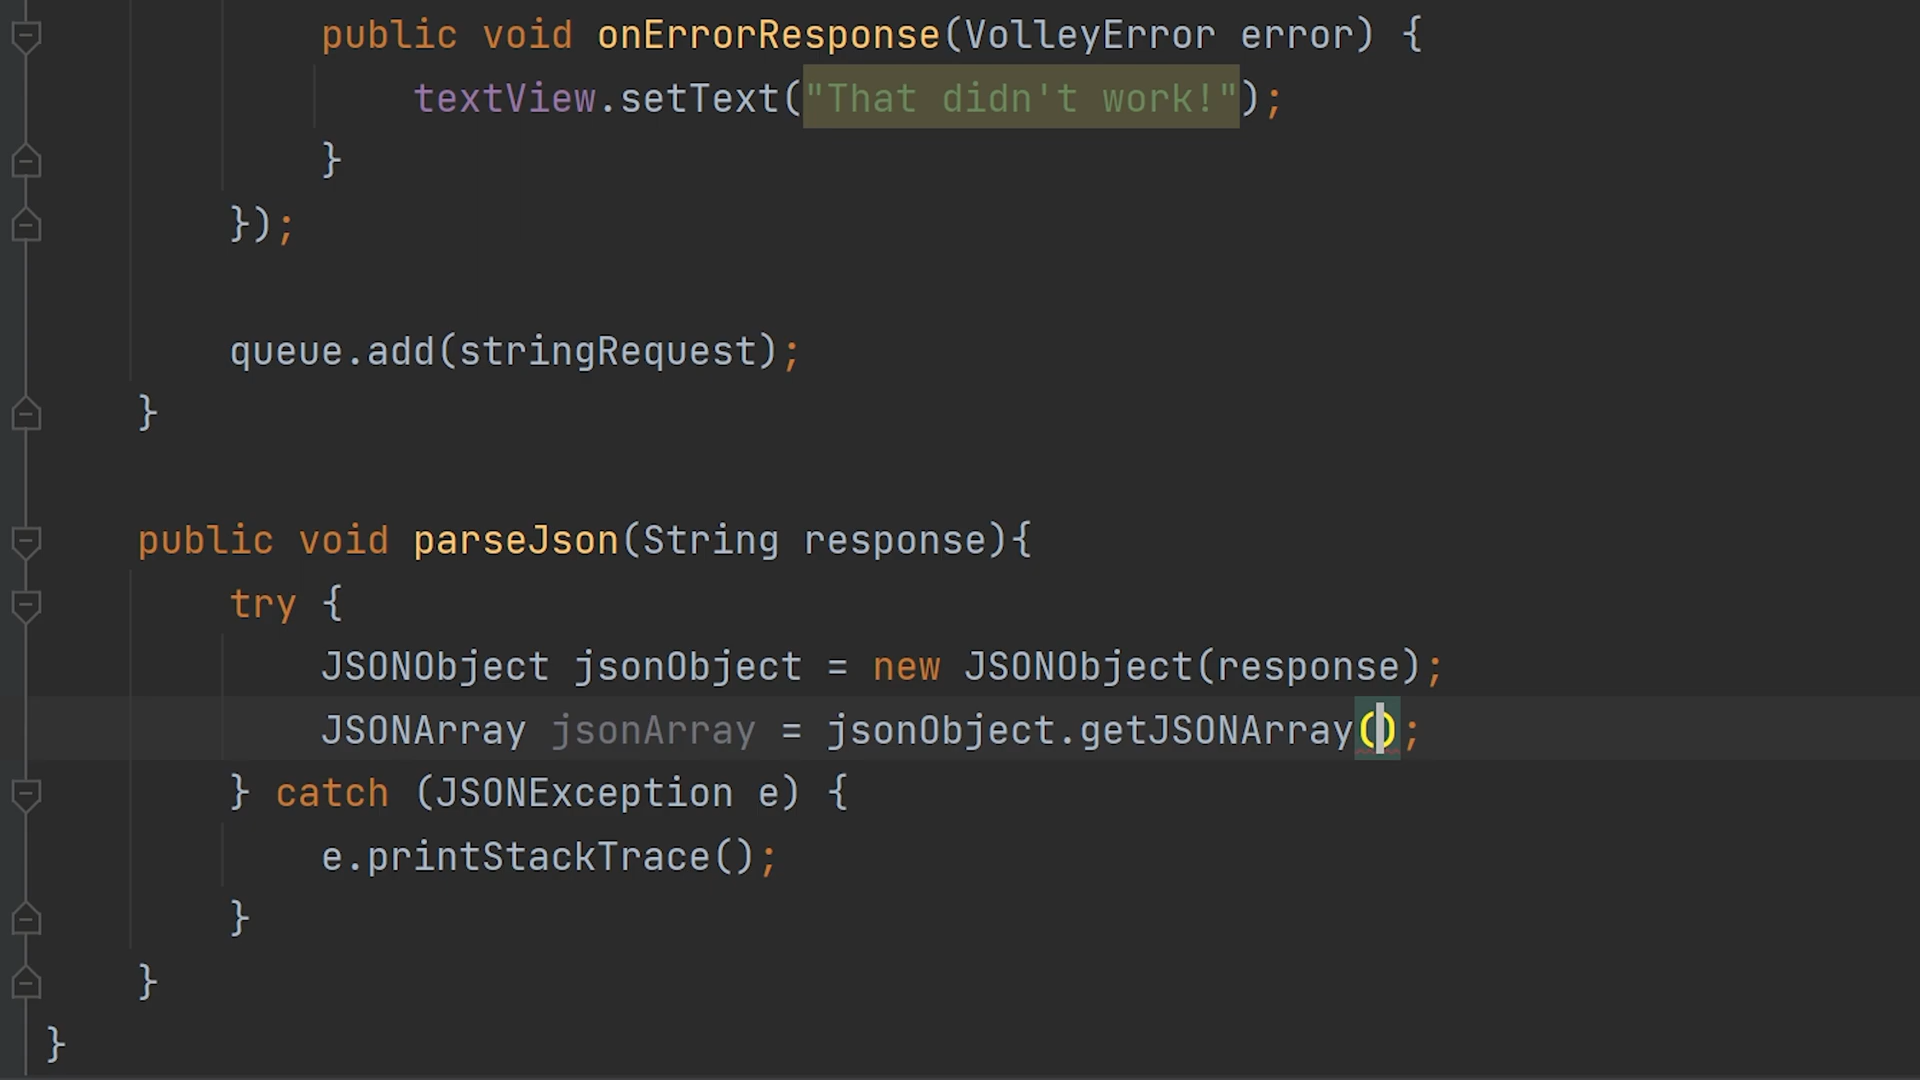 public void onErrorResponse(VolleyError error) {
textView.setText("That didn't work!");
}
});
queue.add(stringRequest);
}
public void parseJson(String response){
try {
JSONObject jsonObject = new JSONObject(response);
JSONArray jsonArray = jsonObject.getJSONArray();
} catch (JSONException e) {
e.printStackTrace();
}
}
}